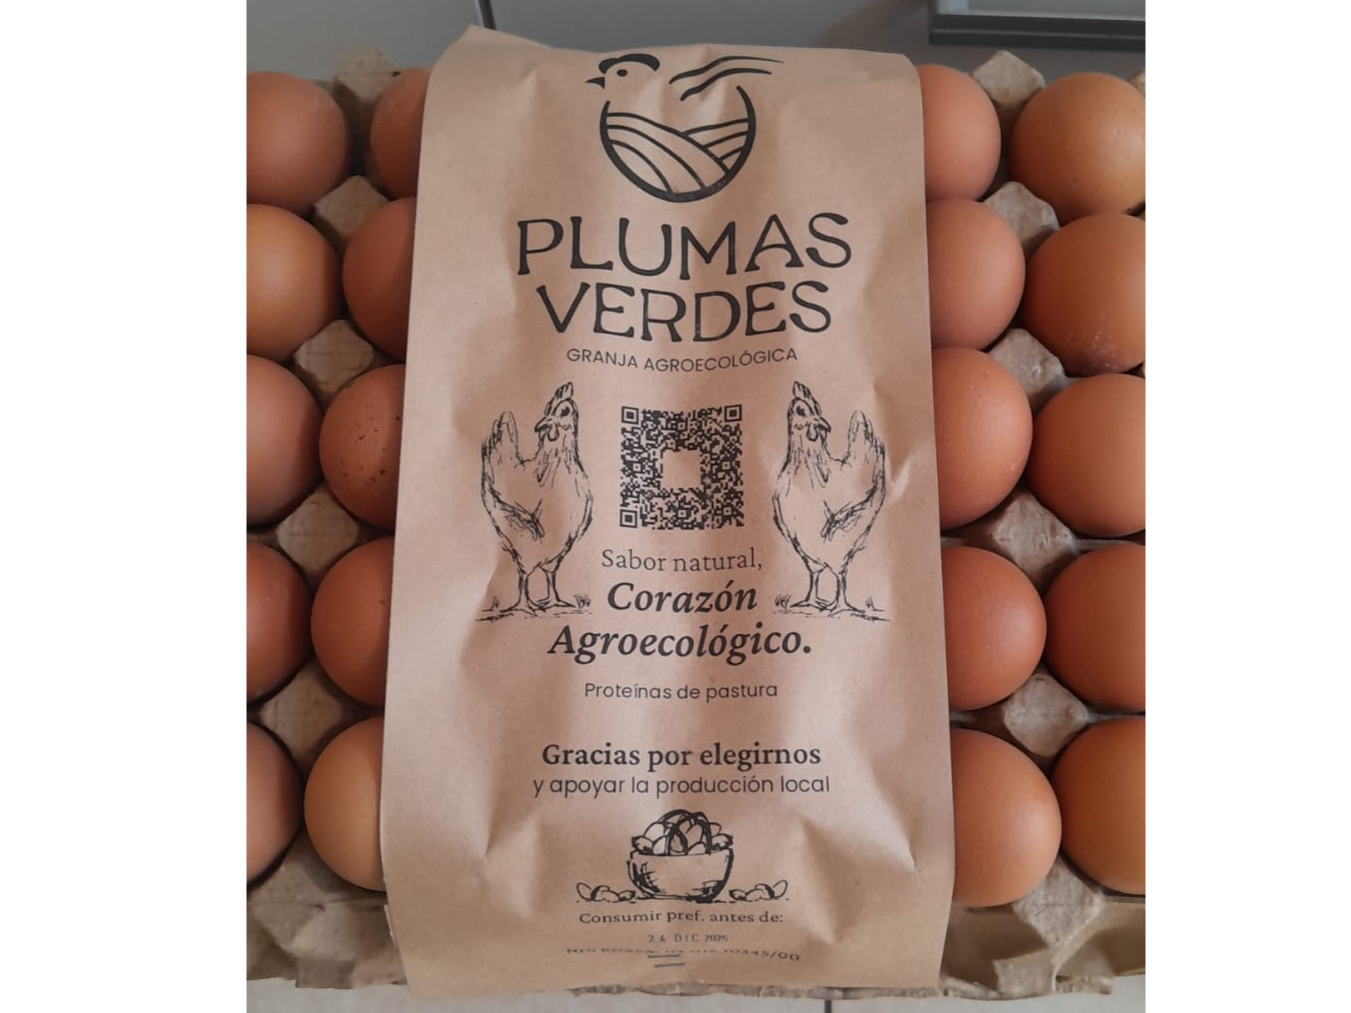 PLUMAS
VERDES
GRANJA AGROECOLÓGICA
Sabor natural,
Corazón
Agroecológico.
Proteínas de pastura
Gracias por elegirnos
y apoyar la producción local
Consumir pref. antes de:
24 DIC 2025